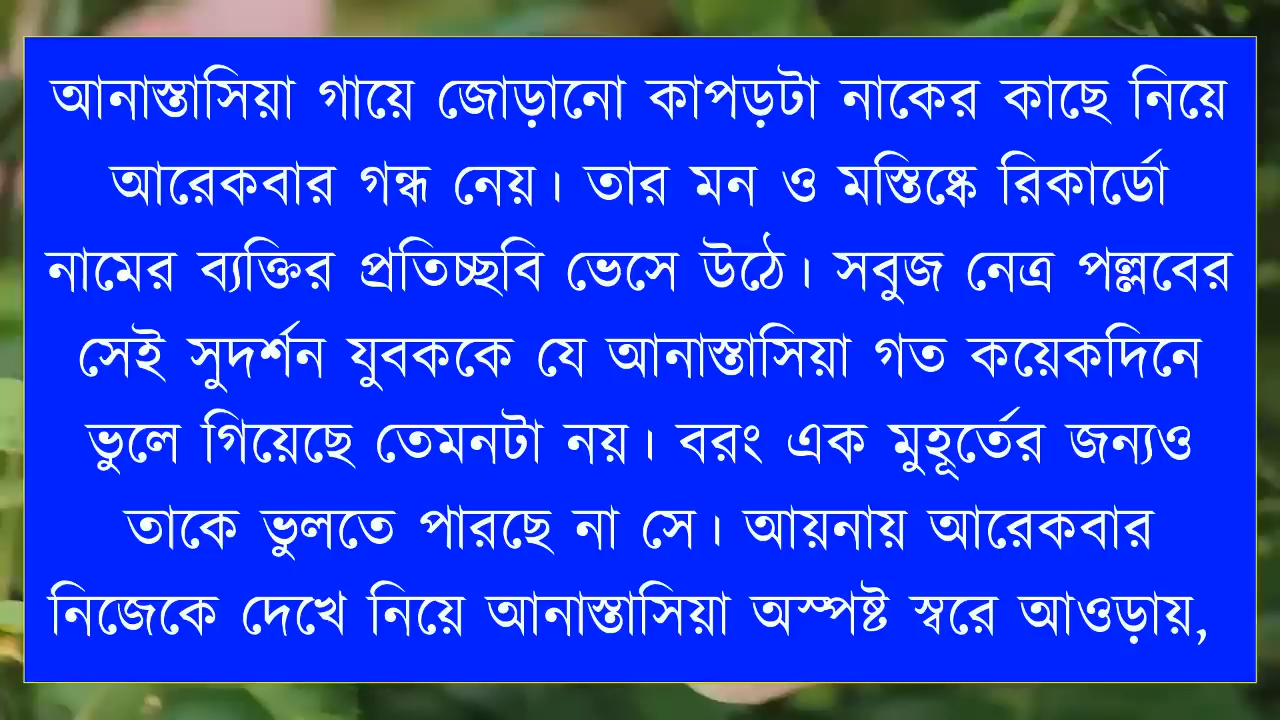 আনাস্তাসিয়া গায়ে জোড়ানো কাপড়টা নাকের কাছে নিয়ে
আরেকবার গন্ধ নেয়। তার মন ও মস্তিষ্কে রিকার্ডো
নামের ব্যক্তির প্রতিচ্ছবি ভেসে উঠে। সবুজ নেত্র পল্লবের
সেই সুদর্শন যুবককে যে আনাস্তাসিয়া গত কয়েকদিনে
ভুলে গিয়েছে তেমনটা নয়। বরং এক মুহূর্তের জন্যও
তাকে ভুলতে পারছে না সে। আয়নায় আরেকবার
নিজেকে দেখে নিয়ে আনাস্তাসিয়া অস্পষ্ট স্বরে আওড়ায়,